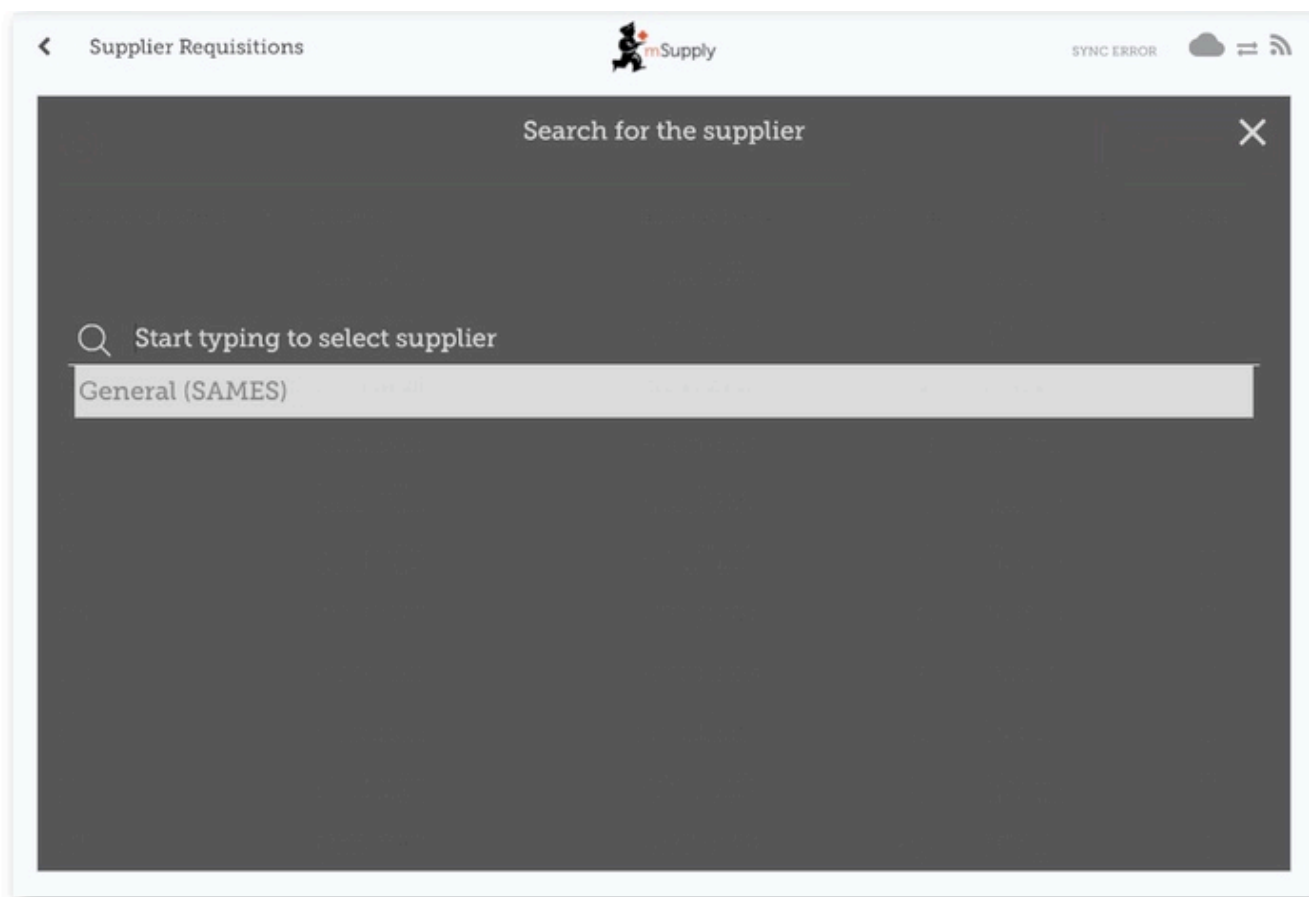 Supplier Requisitions
mSupply
SYNC ERROR
Search for the supplier
Start typing to select supplier
General (SAMES)